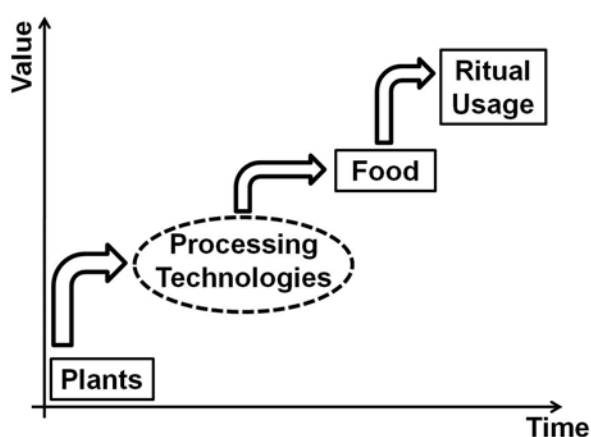 Value
Ritual
Usage
Food
Processing
Technologies
Plants
Time